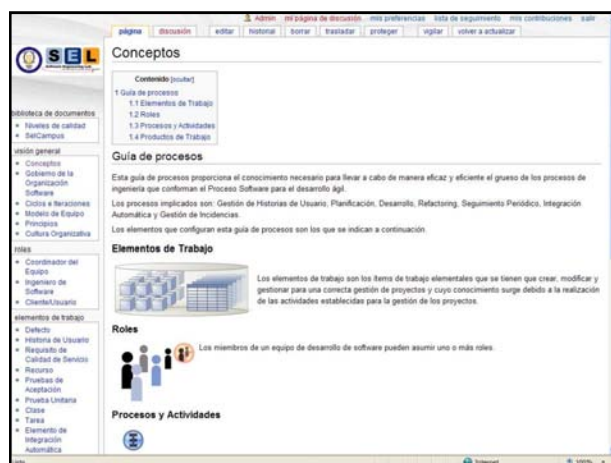 Admin mi página de discusión mis preferencias lista de seguimiento mis contribuciones salir
página discusión editar historial borrar trasladar proteger vigilar volver a actualizar
SEL
Conceptos
Contenido [ocultar]
1 Guía de procesos
1.1 Elementos de Trabajo
1.2 Roles
1.3 Procesos y Actividades
1.4 Productos de Trabajo
biblioteca de documentos
Niveles de calidad
SelCampus
visión general
Conceptos
Gobierno de la
Organización
Software
Ciclos e Iteraciones
Modelo de Equipo
Principios
Cultura Organizativa
roles
Coordinador del
Equipo
Ingeniero de
Software
Cliente/Usuario
elementos de trabajo
Defecto
Historia de Usuario
Requisito de
Calidad de Servicio
Recurso
Pruebas de
Aceptación
Prueba Unitaria
Clase
Tarea
Elemento de
Integración
Automática
Guía de procesos
Esta guía de procesos proporciona el conocimiento necesario para llevar a cabo de manera eficaz y eficiente el grueso de los procesos de
ingeniería que conforman el Proceso Software para el desarrollo ágil.
Los procesos implicados son: Gestión de Historias de Usuario, Planificación, Desarrollo, Refactoring, Seguimiento Periódico, Integración
Automática y Gestión de Incidencias.
Los elementos que configuran esta guía de procesos son los que se indican a continuación.
Elementos de Trabajo
Los elementos de trabajo son los ítems de trabajo elementales que se tienen que crear, modificar y
gestionar para una correcta gestión de proyectos y cuyo conocimiento surge debido a la realización
de las actividades establecidas para la gestión de los proyectos.
Roles
Los miembros de un equipo de desarrollo de software pueden asumir uno o más roles.
Procesos y Actividades
Internet 100%